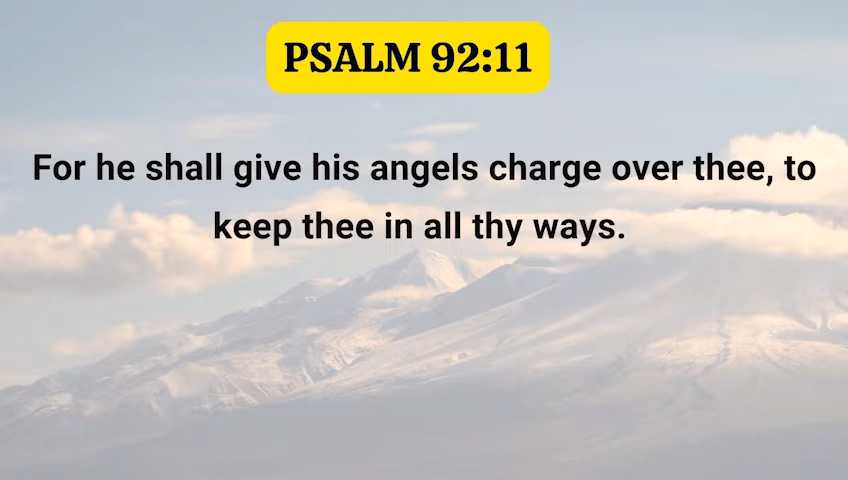 PSALM 92:11
For he shall give his angels charge over thee, to
keep thee in all thy ways.